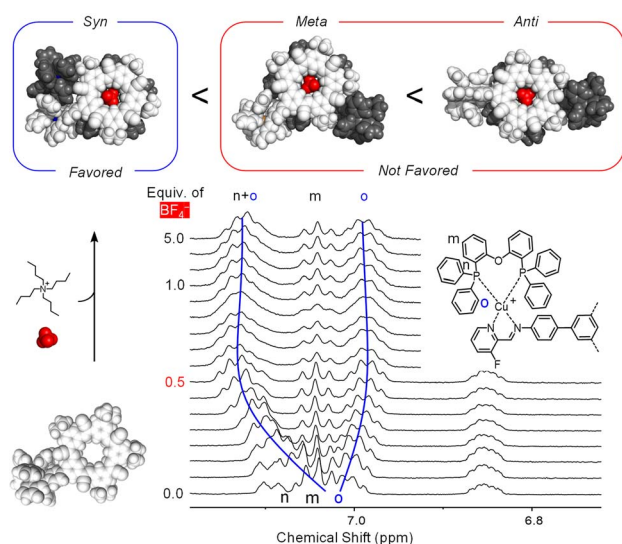 Syn
Meta
Anti
<
<
Favored
Not Favored
Equiv. of
BF₄⁻
n+o
m
o
5.0
1.0
0.5
0.0
N⁺
m
O
n
P
P
o
Cu⁺
N
N
F
n
m
o
7.0
6.8
Chemical Shift (ppm)